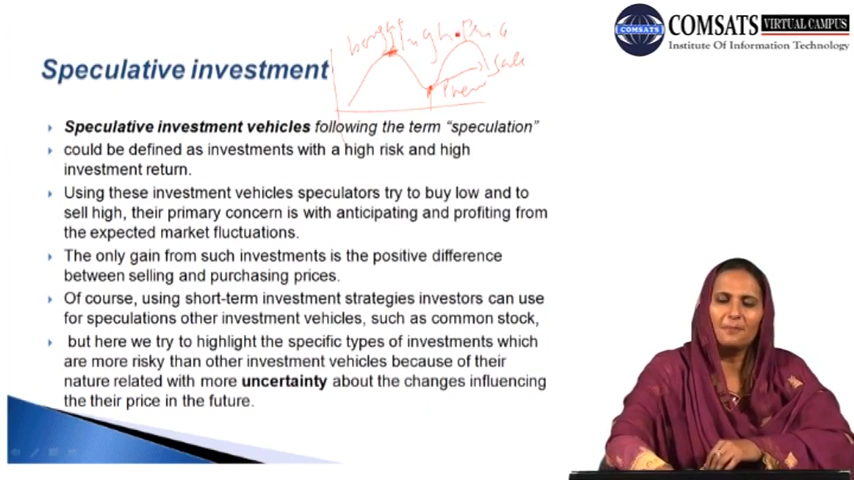 COMSATS VIRTUAL CAMPUS
Institute Of Information Technology
COMSATS
Speculative investment
bought high
Sale
Them
Speculative investment vehicles following the term “speculation”
could be defined as investments with a high risk and high
investment return.
Using these investment vehicles speculators try to buy low and to
sell high, their primary concern is with anticipating and profiting from
the expected market fluctuations.
The only gain from such investments is the positive difference
between selling and purchasing prices.
Of course, using short-term investment strategies investors can use
for speculations other investment vehicles, such as common stock,
but here we try to highlight the specific types of investments which
are more risky than other investment vehicles because of their
nature related with more uncertainty about the changes influencing
the their price in the future.